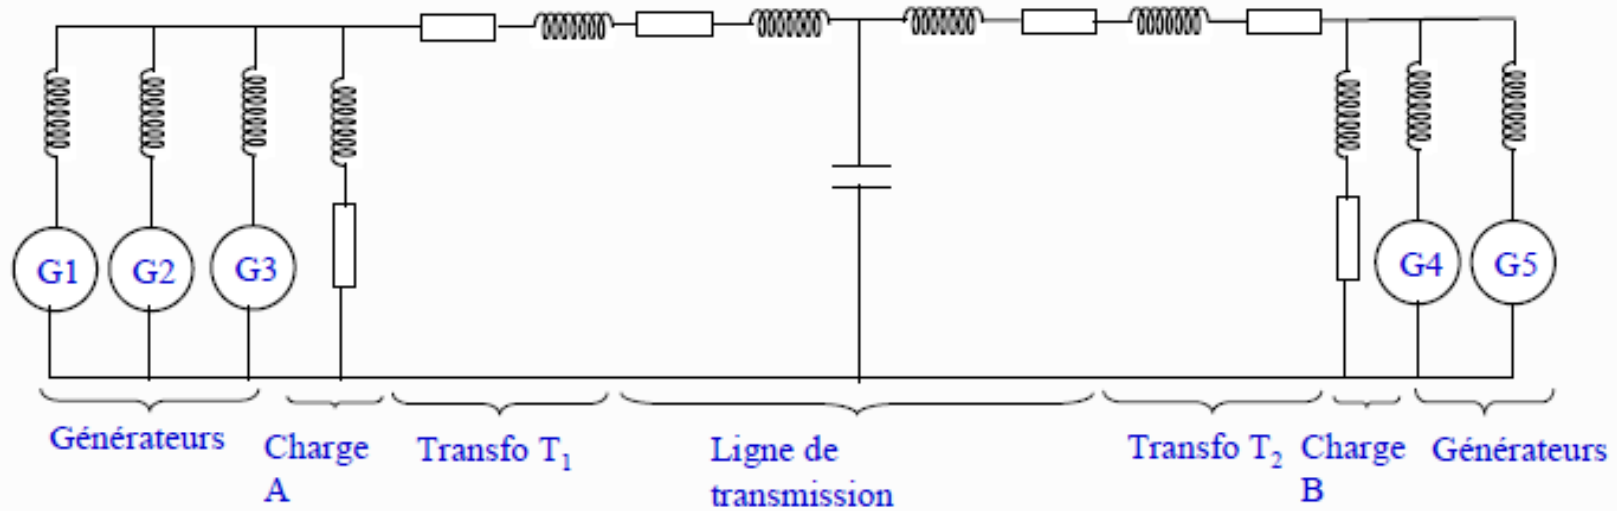 G1 G2 G3 G4 G5
Générateurs Charge Transfo T₁ Ligne de Transfo T₂ Charge Générateurs
A transmission B